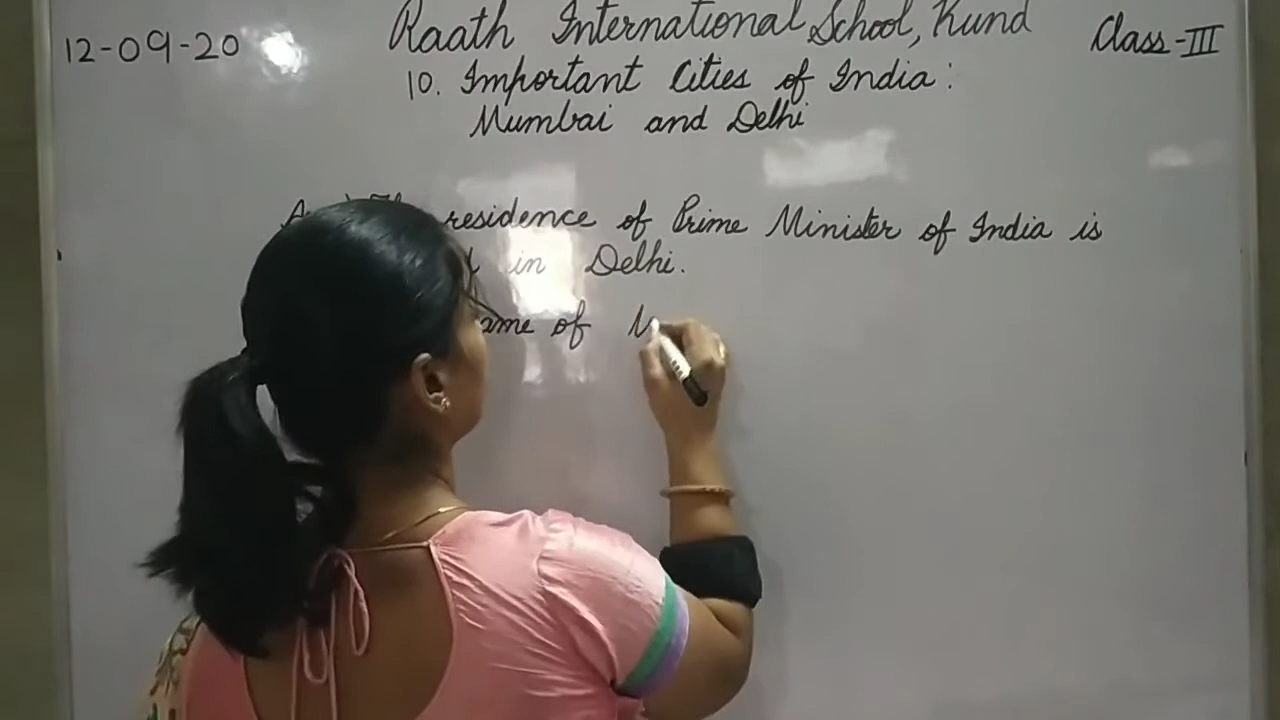 12-09-20
Raath International School, Kund
Class-III
10. Important Cities of India:
Mumbai and Delhi
residence of Prime Minister of India is
in Delhi.
of